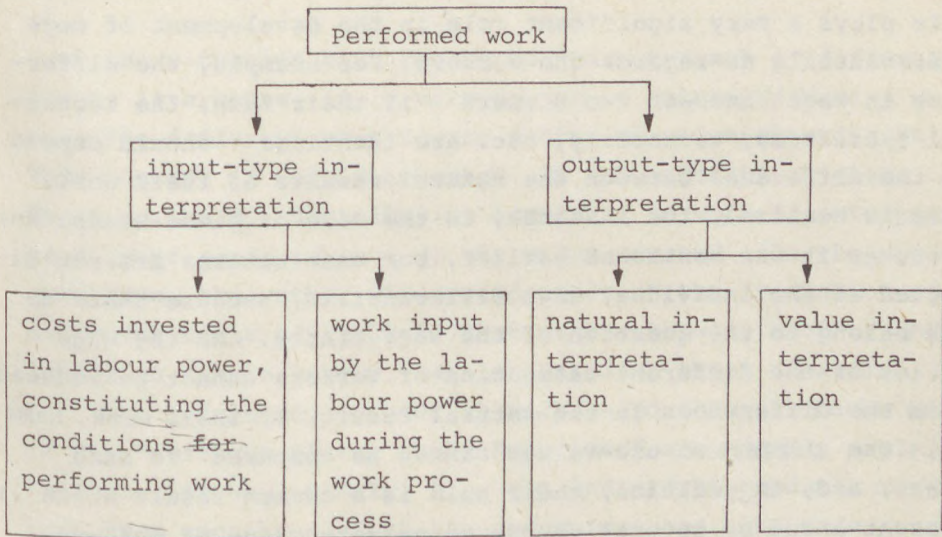 Performed work
input-type in-
terpretation
output-type in-
terpretation
costs invested
in labour power,
constituting the
conditions for
performing work
work input
by the la-
bour power
during the
work pro-
cess
natural in-
terpreta-
tion
value in-
terpreta-
tion